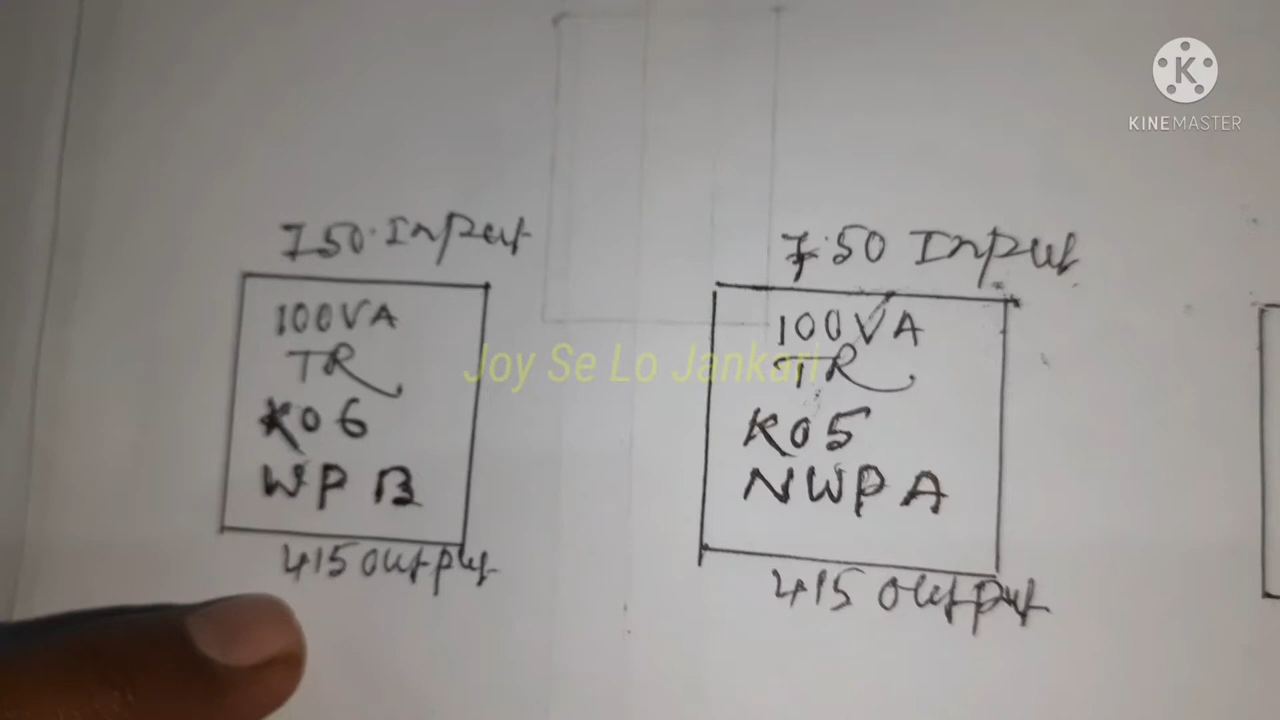 K
KINEMASTER
750 Input
100VA
TR
K06
WPB
415 output
7.50 Input
100VA
TR
K05
NWPA
415 output
Joy Se Lo Jankari